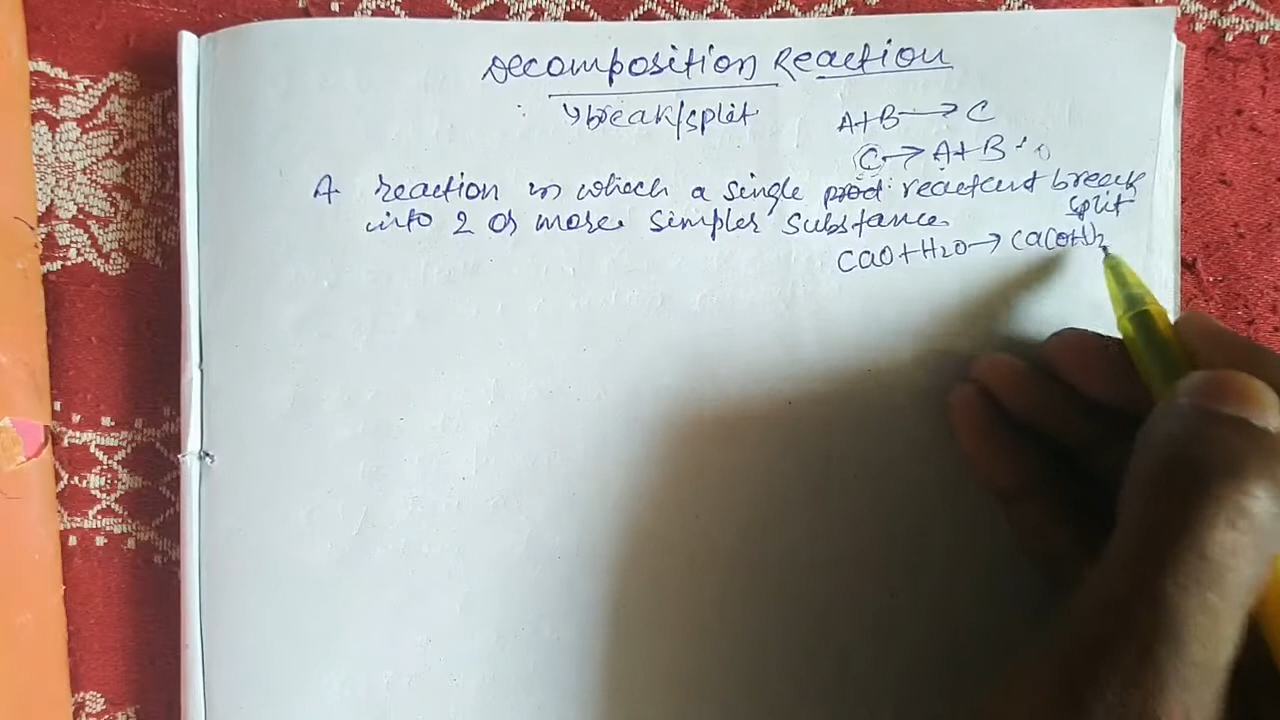 Decomposition Reaction
break/split
A+B → C
C → A+B
A reaction in which a single prod. reactant break
split
into 2 or more simpler substance
CaO+H2O → Ca(OH)2